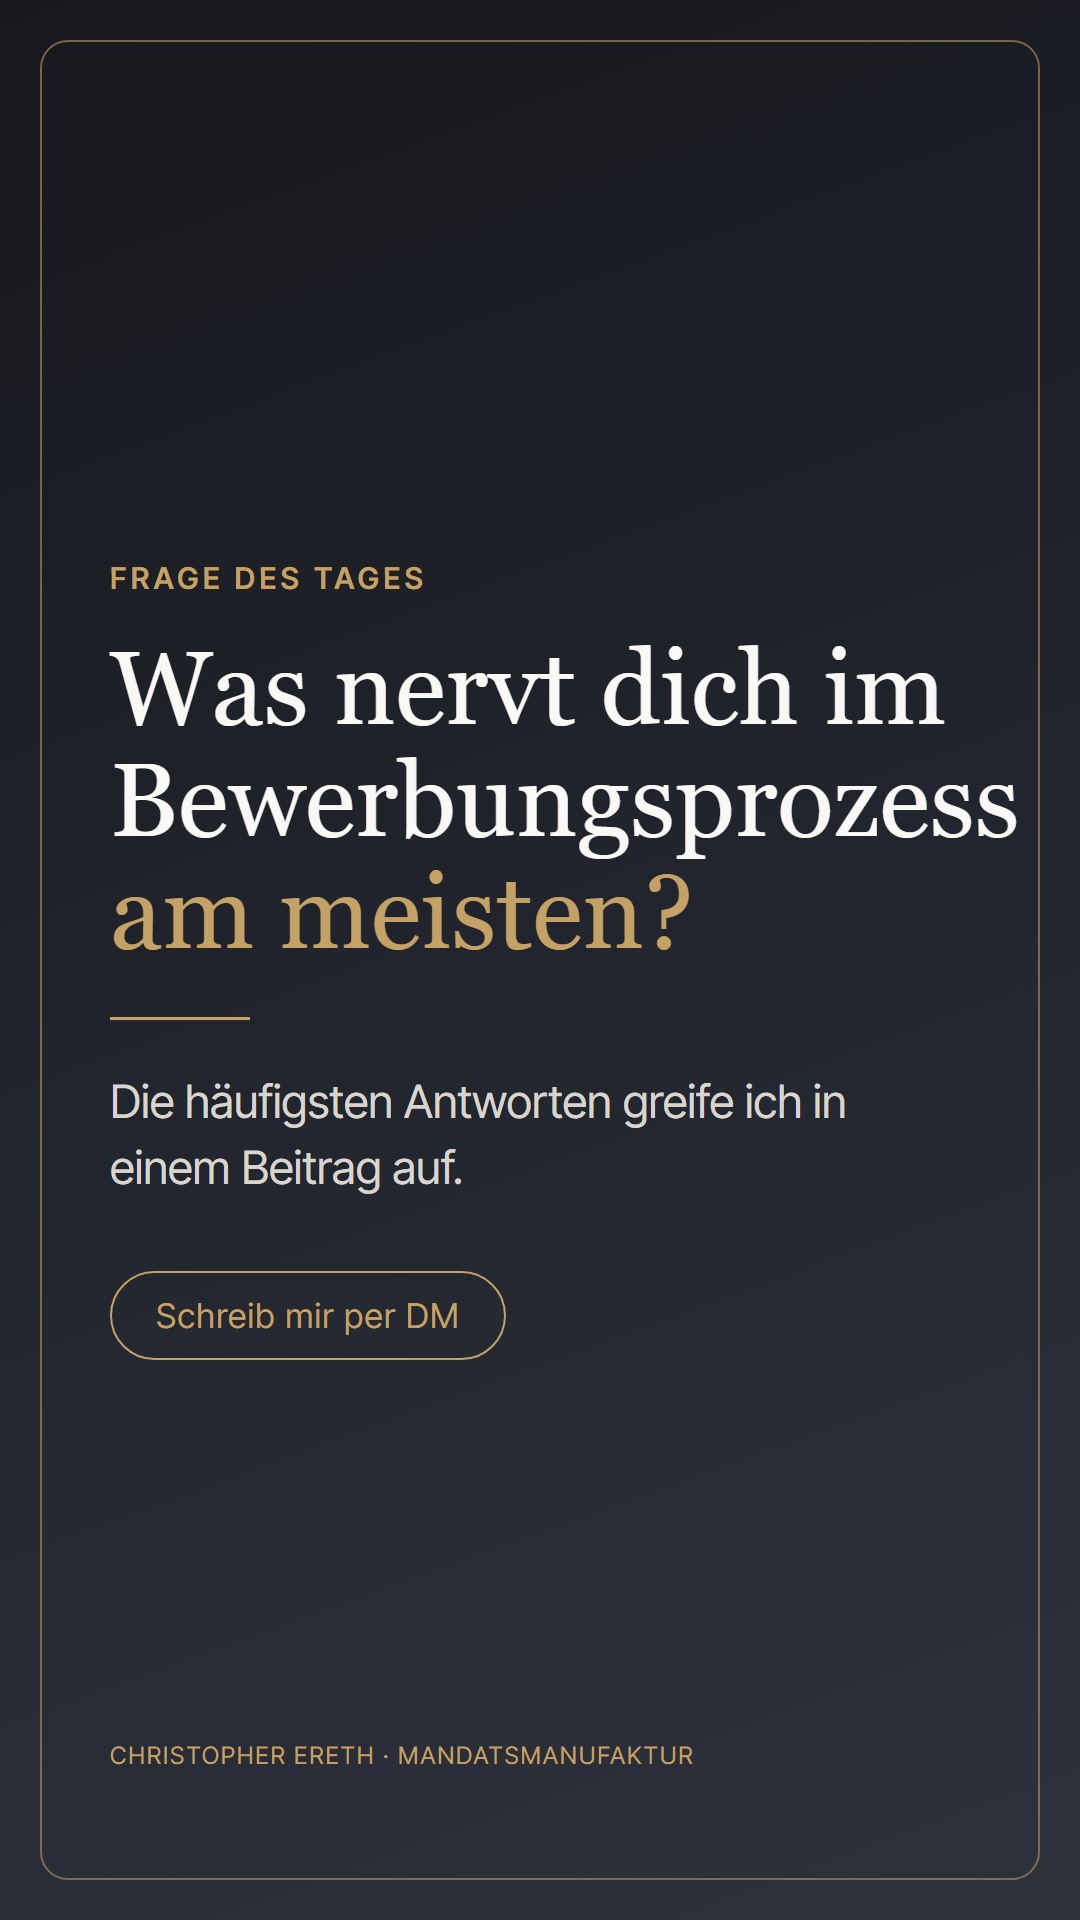 FRAGE DES TAGES
Was nervt dich im
Bewerbungsprozess
am meisten?
Die häufigsten Antworten greife ich in
einem Beitrag auf.
Schreib mir per DM
CHRISTOPHER ERETH · MANDATSMANUFAKTUR